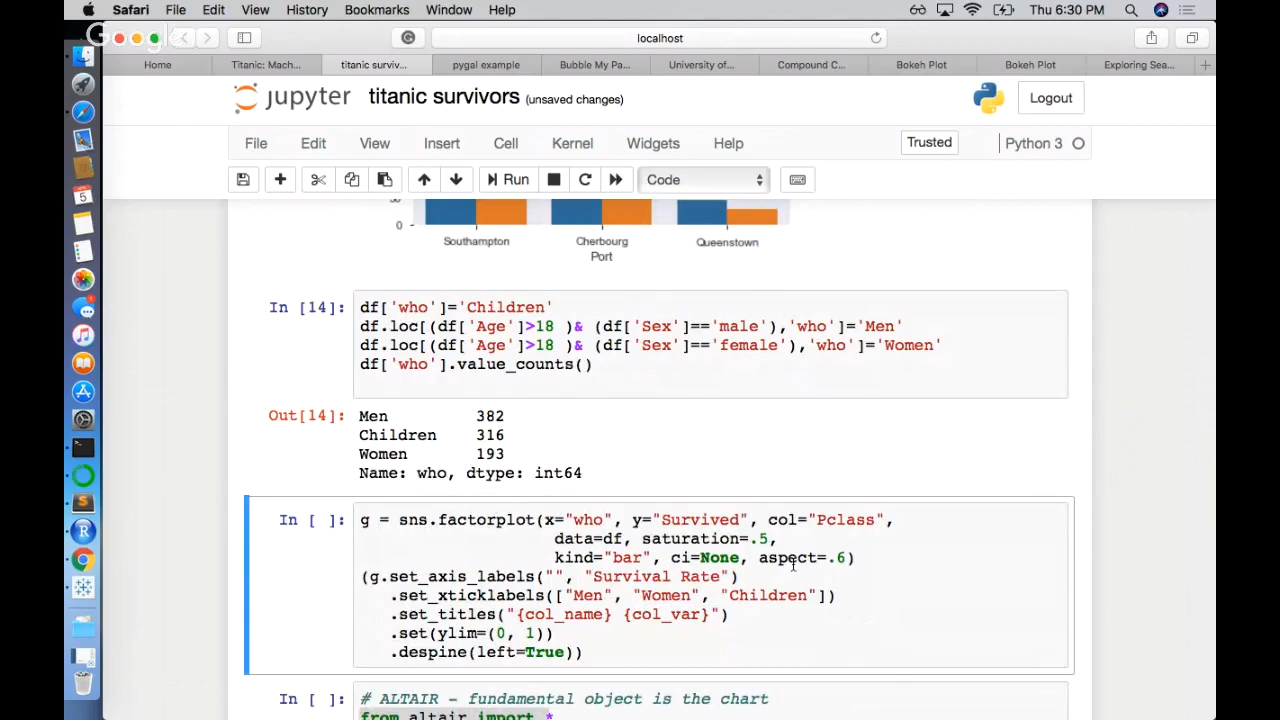 Safari File Edit View History Bookmarks Window Help Thu 6:30 PM
Google
localhost
Home Titanic: Mach... titanic surviv... pygal example Bubble My Pa... University of... Compound C... Bokeh Plot Bokeh Plot Exploring Sea... +
jupyter titanic survivors (unsaved changes) Logout
File Edit View Insert Cell Kernel Widgets Help Trusted Python 3
Run Code
0
Southampton Cherbourg Queenstown
Port
In [14]: df['who']='Children'
df.loc[(df['Age']>18 )& (df['Sex']=='male'),'who']='Men'
df.loc[(df['Age']>18 )& (df['Sex']=='female'),'who']='Women'
df['who'].value_counts()
Out[14]: Men 382
Children 316
Women 193
Name: who, dtype: int64
In [ ]: g = sns.factorplot(x="who", y="Survived", col="Pclass",
data=df, saturation=.5,
kind="bar", ci=None, aspect=.6)
(g.set_axis_labels("", "Survival Rate")
.set_xticklabels(["Men", "Women", "Children"])
.set_titles("{col_name} {col_var}")
.set(ylim=(0, 1))
.despine(left=True))
In [ ]: # ALTAIR - fundamental object is the chart
from altair import *